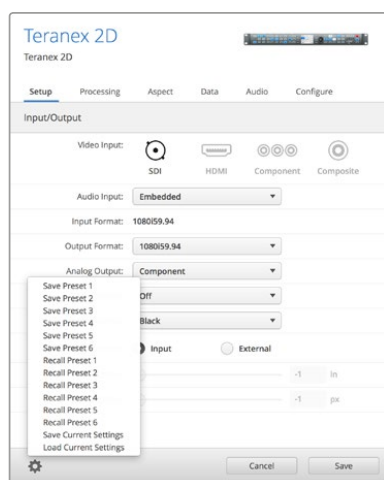 Teranex 2D
Teranex 2D
Setup Processing Aspect Data Audio Configure
Input/Output
Video Input:
SDI HDMI Component Composite
Audio Input: Embedded
Input Format: 1080i59.94
Output Format: 1080i59.94
Analog Output: Component
Off
Black
Input External
-1 in
-1 px
Save Preset 1
Save Preset 2
Save Preset 3
Save Preset 4
Save Preset 5
Save Preset 6
Recall Preset 1
Recall Preset 2
Recall Preset 3
Recall Preset 4
Recall Preset 5
Recall Preset 6
Save Current Settings
Load Current Settings
Cancel Save